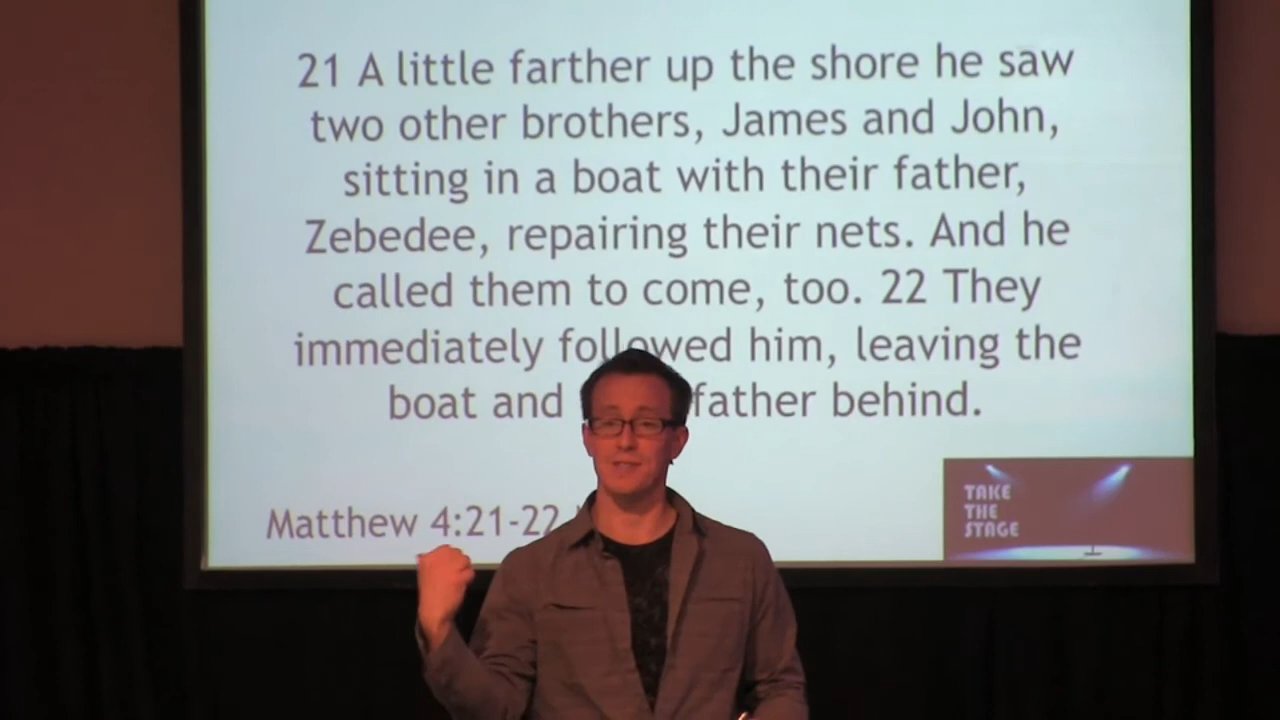 21 A little farther up the shore he saw
two other brothers, James and John,
sitting in a boat with their father,
Zebedee, repairing their nets. And he
called them to come, too. 22 They
immediately followed him, leaving the
boat and father behind.
Matthew 4:21-22
TAKE
THE
STAGE